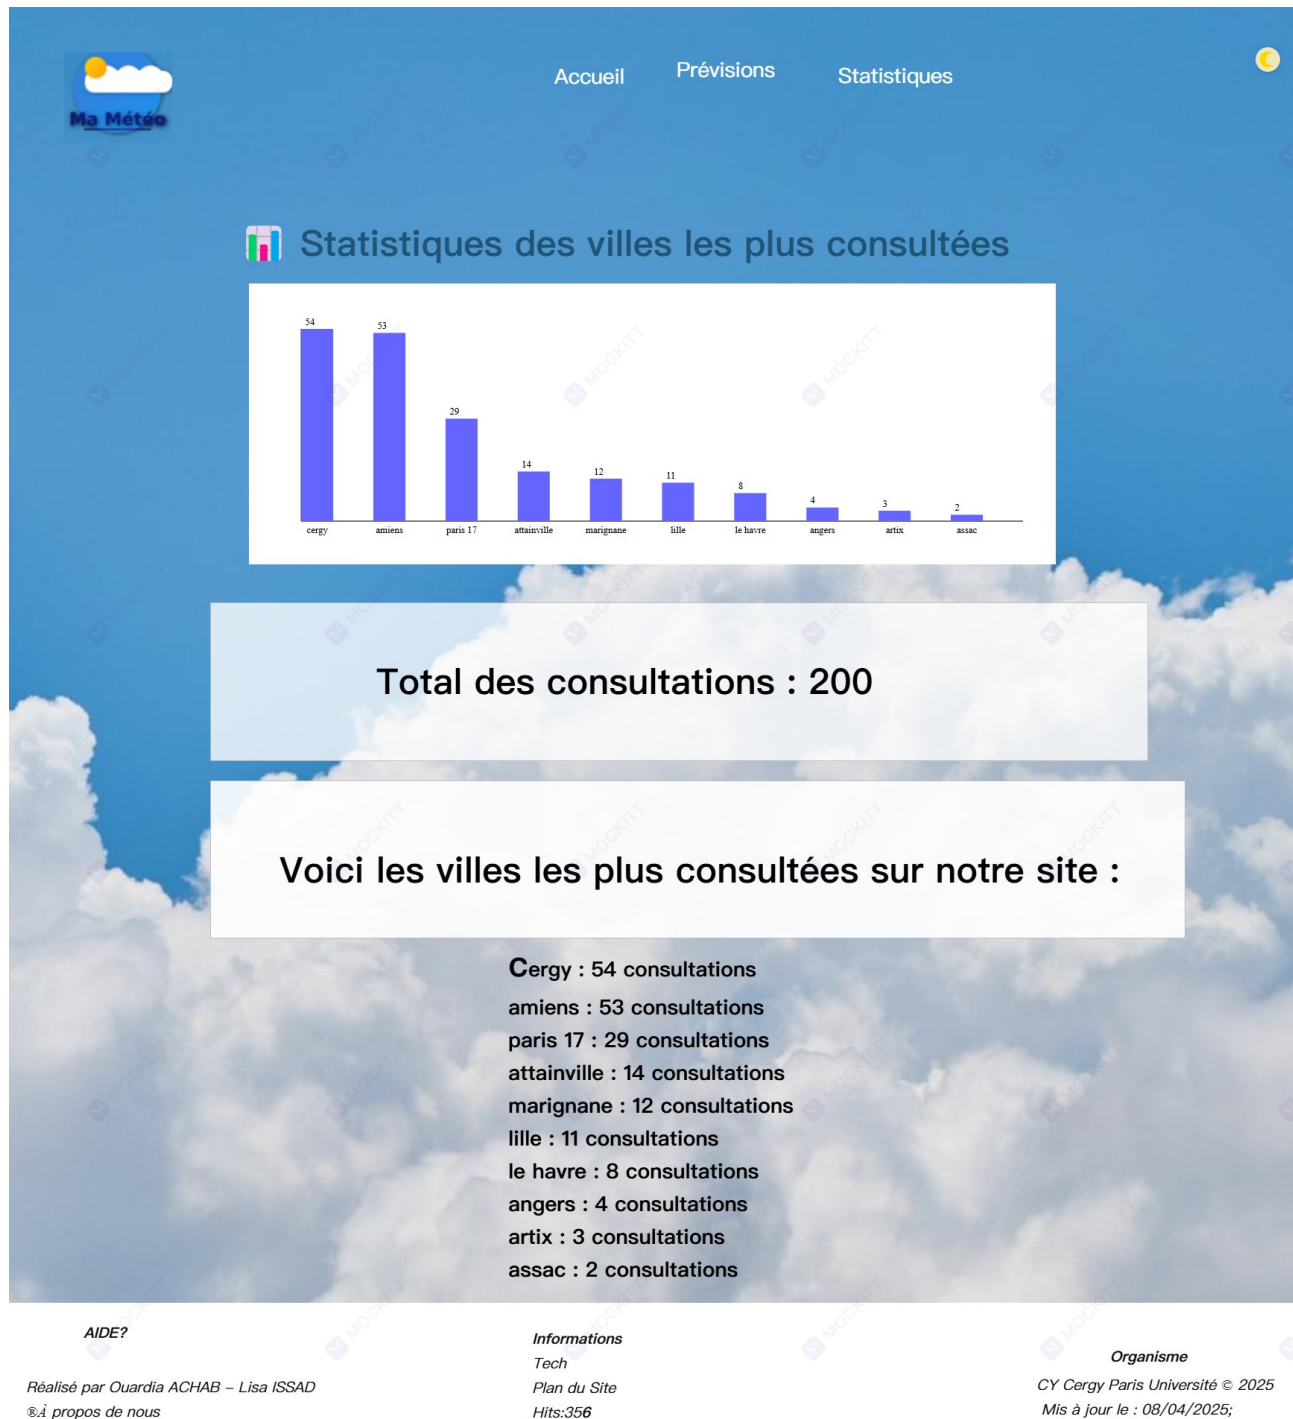 Ma Météo
Accueil
Prévisions
Statistiques
Statistiques des villes les plus consultées
54
53
29
14
12
11
8
4
3
2
cergy
amiens
paris 17
attainville
marignane
lille
le havre
angers
artix
assac
Total des consultations : 200
Voici les villes les plus consultées sur notre site :
Cergy : 54 consultations
amiens : 53 consultations
paris 17 : 29 consultations
attainville : 14 consultations
marignane : 12 consultations
lille : 11 consultations
le havre : 8 consultations
angers : 4 consultations
artix : 3 consultations
assac : 2 consultations
AIDE?
Réalisé par Ouardia ACHAB – Lisa ISSAD
®À propos de nous
Informations
Tech
Plan du Site
Hits:356
Organisme
CY Cergy Paris Université © 2025
Mis à jour le : 08/04/2025;
MOCKITT